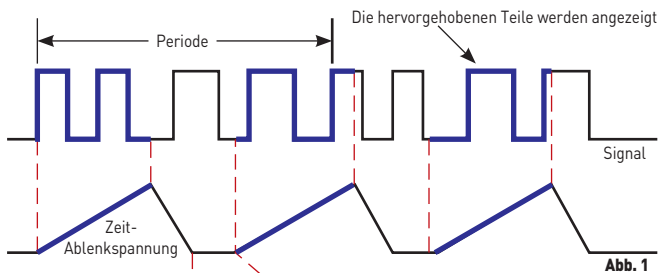 Die hervorgehobenen Teile werden angezeigt
Periode
Signal
Zeit-
Ablenkspannung
Abb. 1